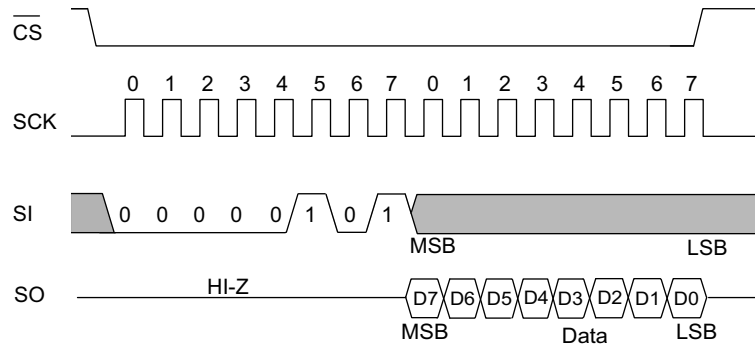 CS
0 1 2 3 4 5 6 7 0 1 2 3 4 5 6 7
SCK
SI 0 0 0 0 0 1 0 1
MSB LSB
HI-Z
SO D7 D6 D5 D4 D3 D2 D1 D0
MSB Data LSB